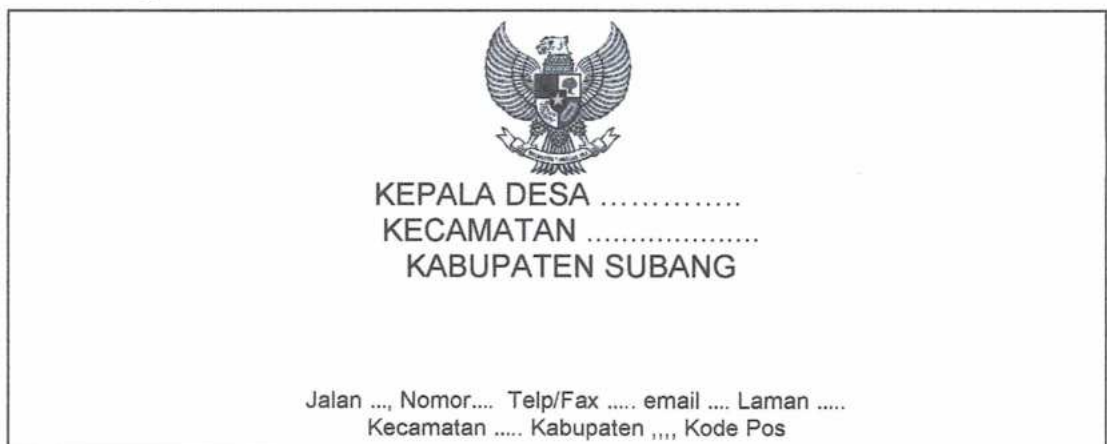 KEPALA DESA ..............
KECAMATAN ....................
KABUPATEN SUBANG
Jalan ..., Nomor.... Telp/Fax ..... email .... Laman .....
Kecamatan ..... Kabupaten ,,,, Kode Pos